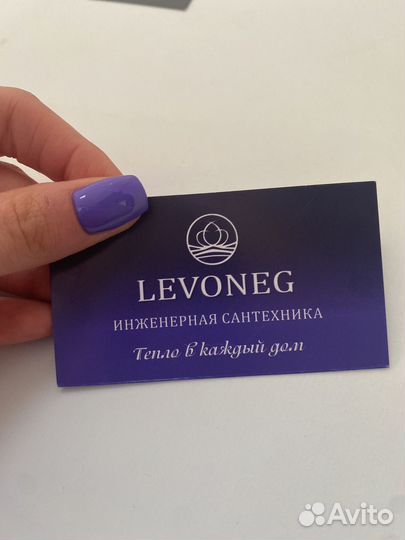 LEVONEG
ИНЖЕНЕРНАЯ САНТЕХНИКА
Тепло в каждый дом
Avito